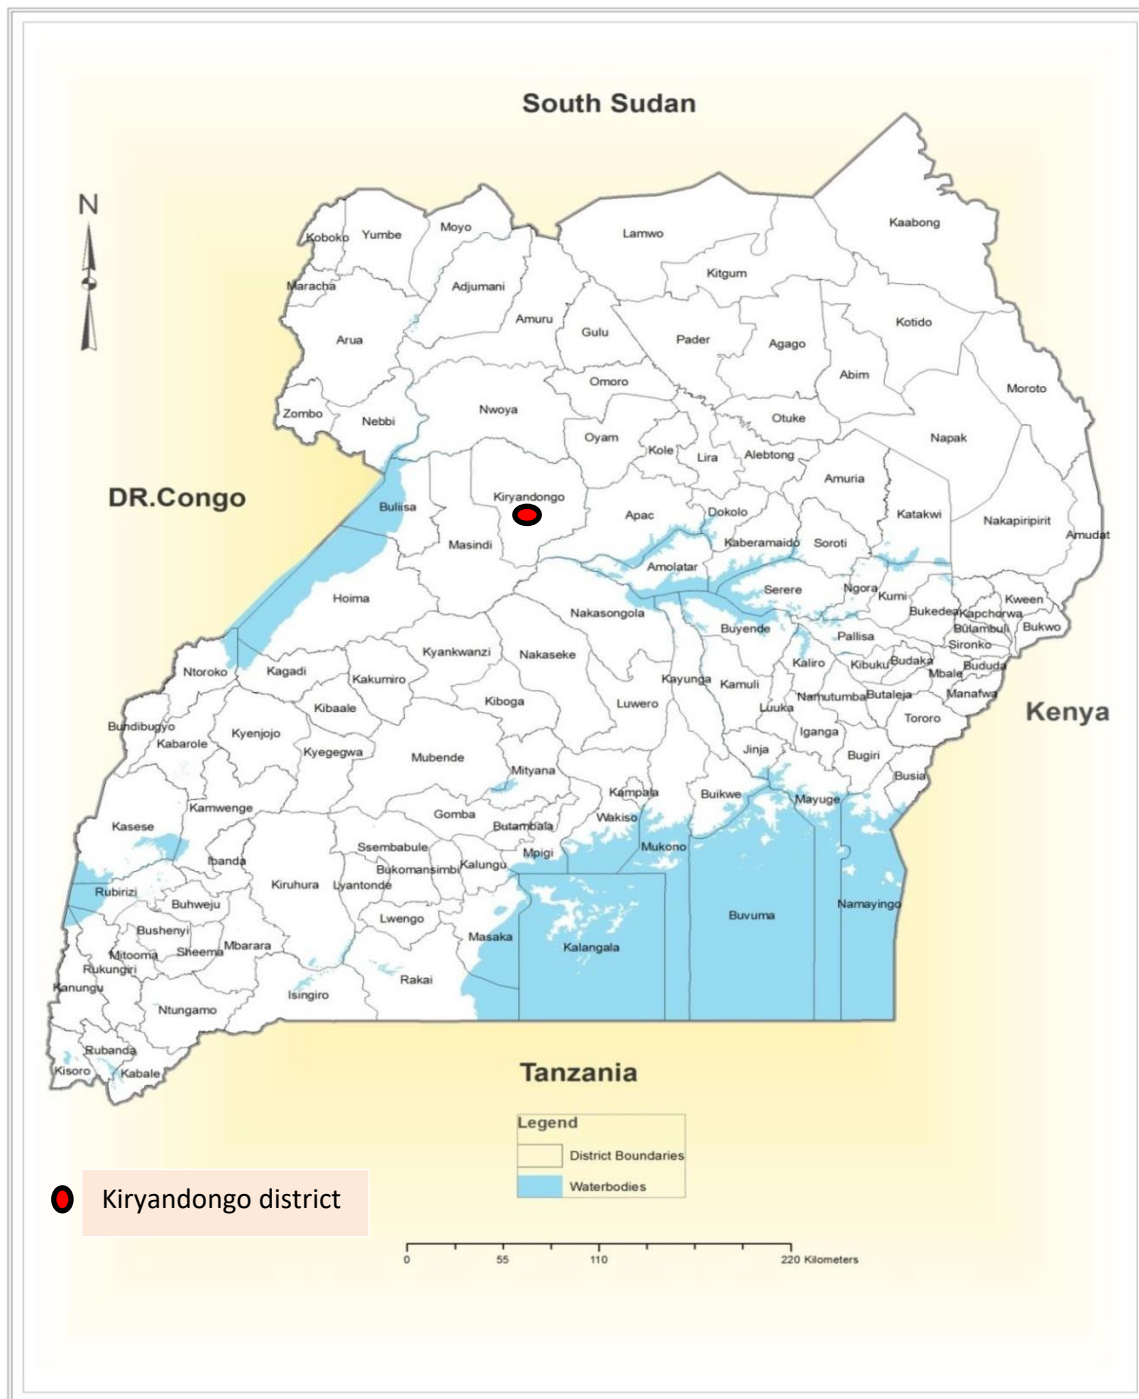 South Sudan
N
Kaabong
Koboko
Yumbe
Moyo
Lamwo
Kitgum
Maracha
Adjumani
Amuru
Gulu
Kotido
Arua
Pader
Agago
Abim
Omoro
Moroto
Zombo
Nebbi
Nwoya
Otuke
Oyam
Kole
Lira
Alebtong
Napak
Amuria
DR.Congo
Kiryandongo
Buliisa
Apac
Dokolo
Katakwi
Nakapiripirit
Amudat
Masindi
Kaberamaido
Soroti
Amolatar
Serere
Ngora
Kumi
Hoima
Nakasongola
Bukedea
Kapchorwa
Kween
Buyende
Pallisa
Bulambuli
Bukwo
Sironko
Kyankwanzi
Nakaseke
Ntoroko
Kagadi
Kakumiro
Kayunga
Kamuli
Kaliro
Kibuku
Budaka
Mbale
Bududa
Kibaale
Kiboga
Luwero
Luuka
Namutumba
Butaleja
Manafwa
Kenya
Bundibugyo
Kabarole
Kyenjojo
Kyegegwa
Mubende
Mityana
Iganga
Tororo
Jinja
Bugiri
Busia
Kampala
Buikwe
Mayuge
Kamwenge
Gomba
Butambala
Wakiso
Kasese
Ssembabule
Mpigi
Mukono
Ibanda
Bukomansimbi
Kalungu
Rubirizi
Kiruhura
Lyantonde
Buhweju
Lwengo
Buvuma
Namayingo
Bushenyi
Masaka
Kalangala
Mitooma
Sheema
Mbarara
Rukungiri
Rakai
Kanungu
Isingiro
Ntungamo
Rubanda
Kisoro
Kabale
Tanzania
Legend
District Boundaries
Waterbodies
Kiryandongo district
0 55 110 220 Kilometers